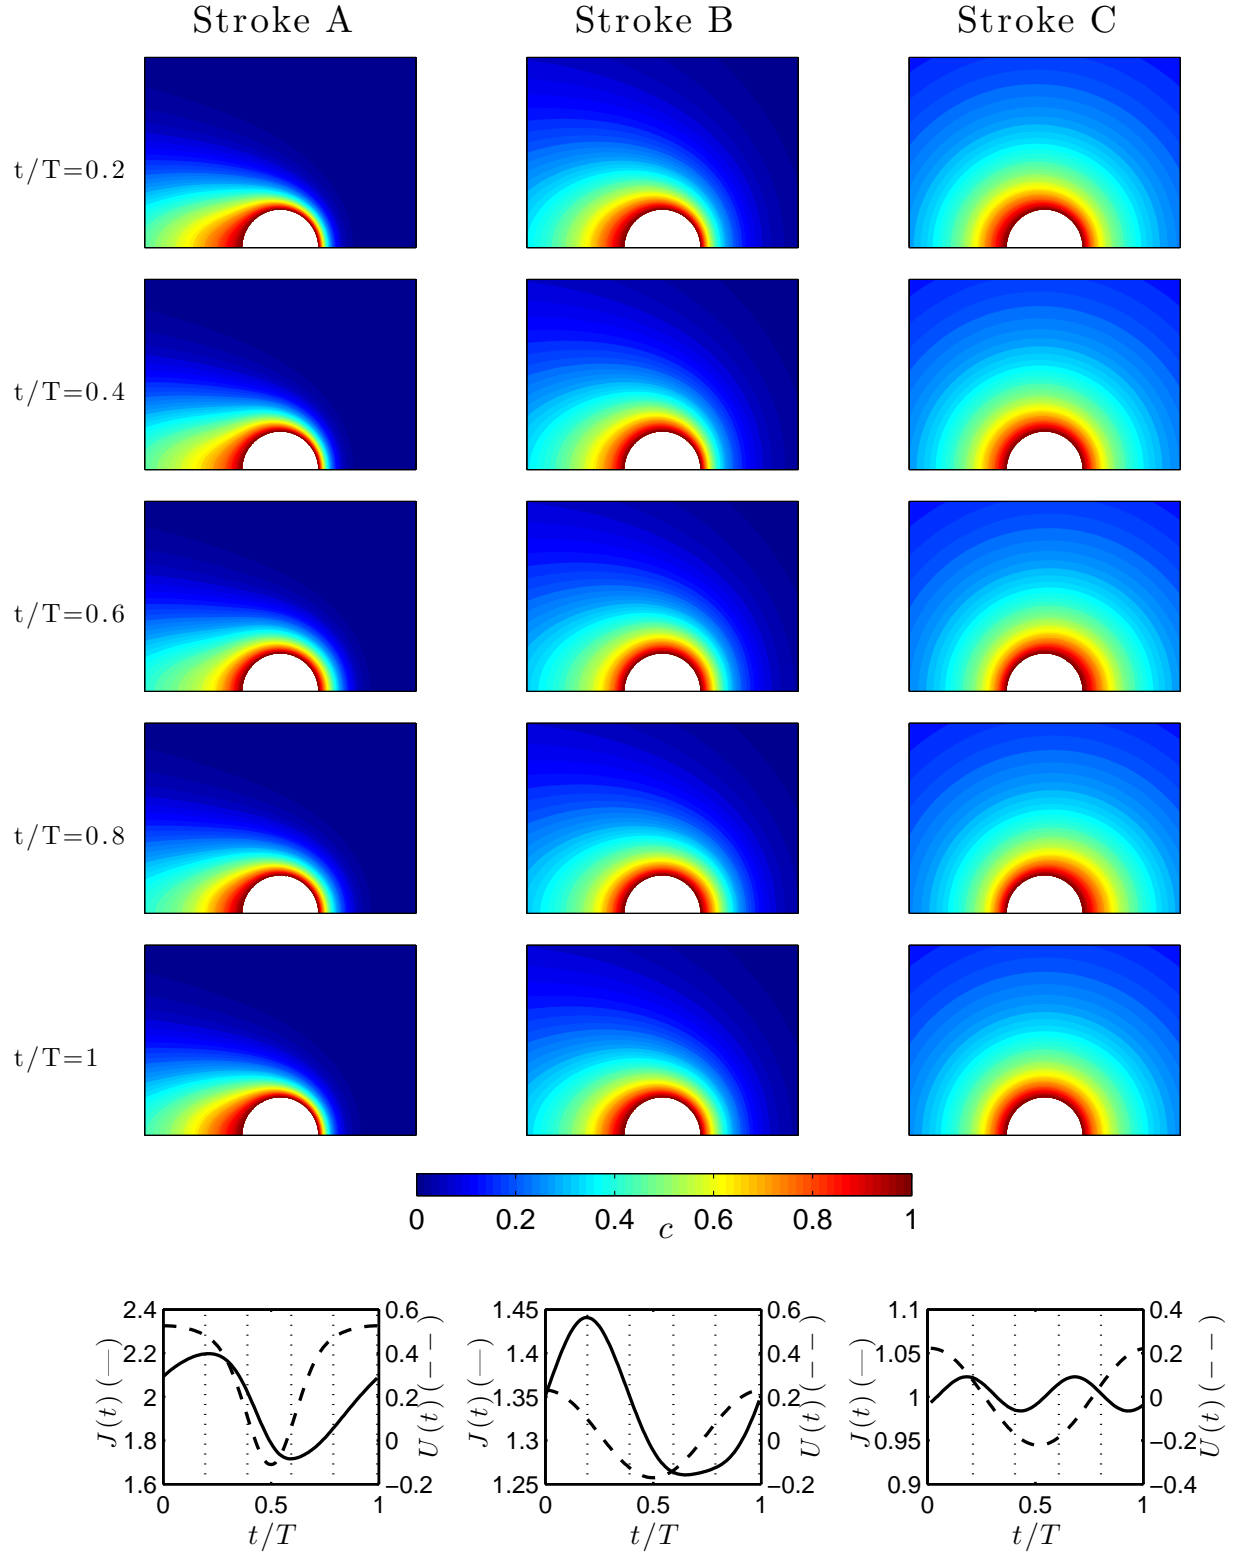 Stroke A Stroke B Stroke C
t/T=0.2
t/T=0.4
t/T=0.6
t/T=0.8
t/T=1
0 0.2 0.4 0.6 0.8 1
c
2.4
2.2
2
1.8
1.6
J(t) (—)
0.6
0.4
0.2
0
−0.2
U(t)(− −)
0 0.5 1
t/T
1.45
1.4
1.35
1.3
1.25
J(t) (—)
0.6
0.4
0.2
0
−0.2
U(t)(− −)
0 0.5 1
t/T
1.1
1.05
1
0.95
0.9
J(t) (—)
0.4
0.2
0
−0.2
−0.4
U(t)(− −)
0 0.5 1
t/T